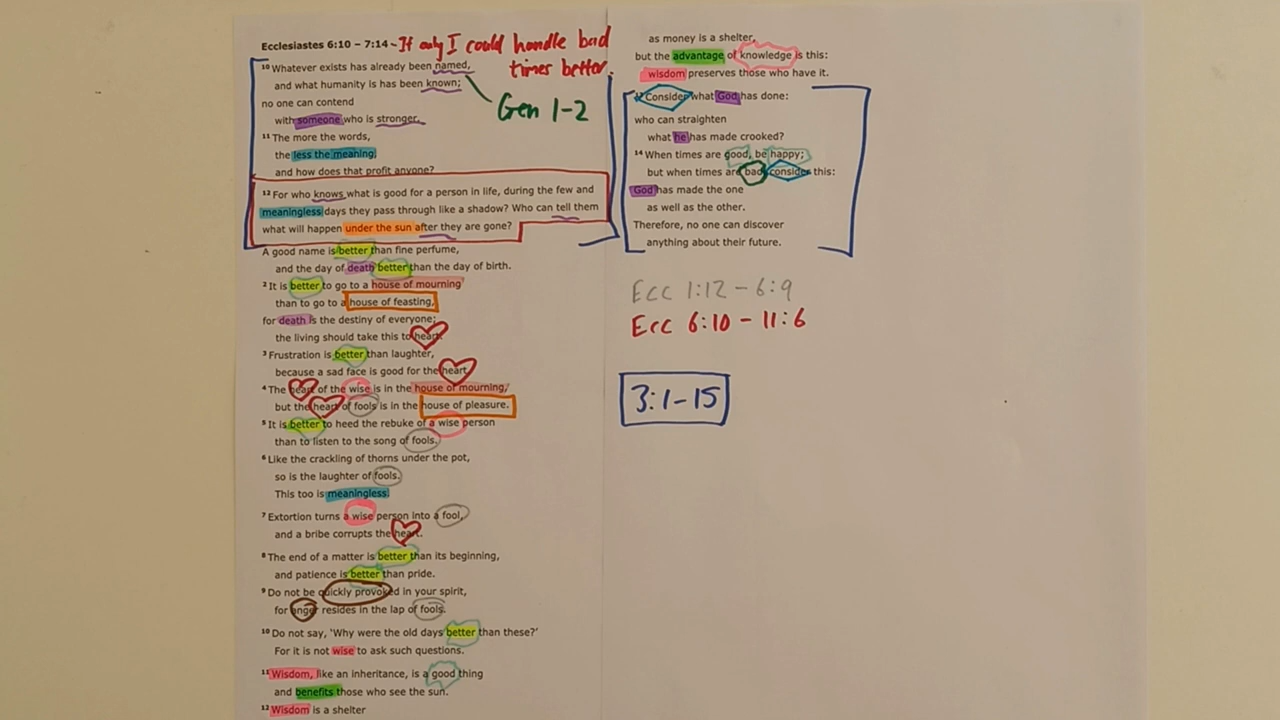 Ecclesiastes 6:10 – 7:14 ~ If only I could handle bad
times better.
10 Whatever exists has already been named,
and what humanity is has been known;
no one can contend
with someone who is stronger.
Gen 1-2
11 The more the words,
the less the meaning,
and how does that profit anyone?
12 For who knows what is good for a person in life, during the few and
meaningless days they pass through like a shadow? Who can tell them
what will happen under the sun after they are gone?
A good name is better than fine perfume,
and the day of death better than the day of birth.
2 It is better to go to a house of mourning
than to go to a house of feasting,
for death is the destiny of everyone;
the living should take this to heart.
3 Frustration is better than laughter,
because a sad face is good for the heart.
4 The heart of the wise is in the house of mourning,
but the heart of fools is in the house of pleasure.
5 It is better to heed the rebuke of a wise person
than to listen to the song of fools.
6 Like the crackling of thorns under the pot,
so is the laughter of fools.
This too is meaningless.
7 Extortion turns a wise person into a fool,
and a bribe corrupts the heart.
8 The end of a matter is better than its beginning,
and patience is better than pride.
9 Do not be quickly provoked in your spirit,
for anger resides in the lap of fools.
10 Do not say, 'Why were the old days better than these?'
For it is not wise to ask such questions.
11 Wisdom, like an inheritance, is a good thing
and benefits those who see the sun.
12 Wisdom is a shelter
as money is a shelter,
but the advantage of knowledge is this:
wisdom preserves those who have it.
13 Consider what God has done:
who can straighten
what he has made crooked?
14 When times are good, be happy;
but when times are bad, consider this:
God has made the one
as well as the other.
Therefore, no one can discover
anything about their future.
Ecc 1:12 - 6:9
Ecc 6:10 - 11:6
3:1-15